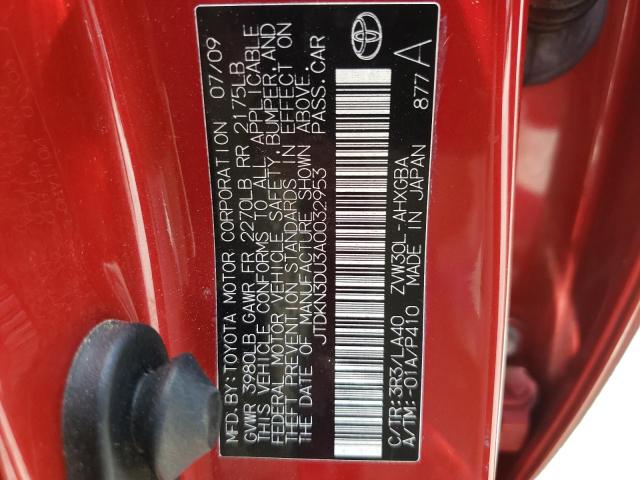 MFD. BY: TOYOTA MOTOR CORPORATION 07/09
GVWR 3980LB GAWR FR 2270LB RR 2175LB
THIS VEHICLE CONFORMS TO ALL APPLICABLE
FEDERAL MOTOR VEHICLE SAFETY, BUMPER, AND
THEFT PREVENTION STANDARDS IN EFFECT ON
THE DATE OF MANUFACTURE SHOWN ABOVE.
JTDKN3DU3A0032953 PASS. CAR
C/TR: 3R3/LA40 ZVW30L-AHXGBA
A/TM: -01A/P410 MADE IN JAPAN
877 A